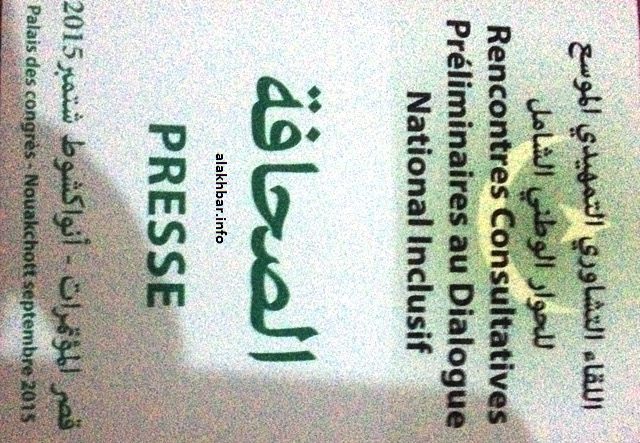 اللقاء التشاوري التمهيدي الموسع
للحوار الوطني الشامل
Rencontres Consultatives
Préliminaires au Dialogue
National Inclusif
الصحافة
alakhbar.info
PRESSE
قصر المؤتمرات - أنواكشوط شتمبر 2015
Palais des congrès - Nouakchott septembre 2015